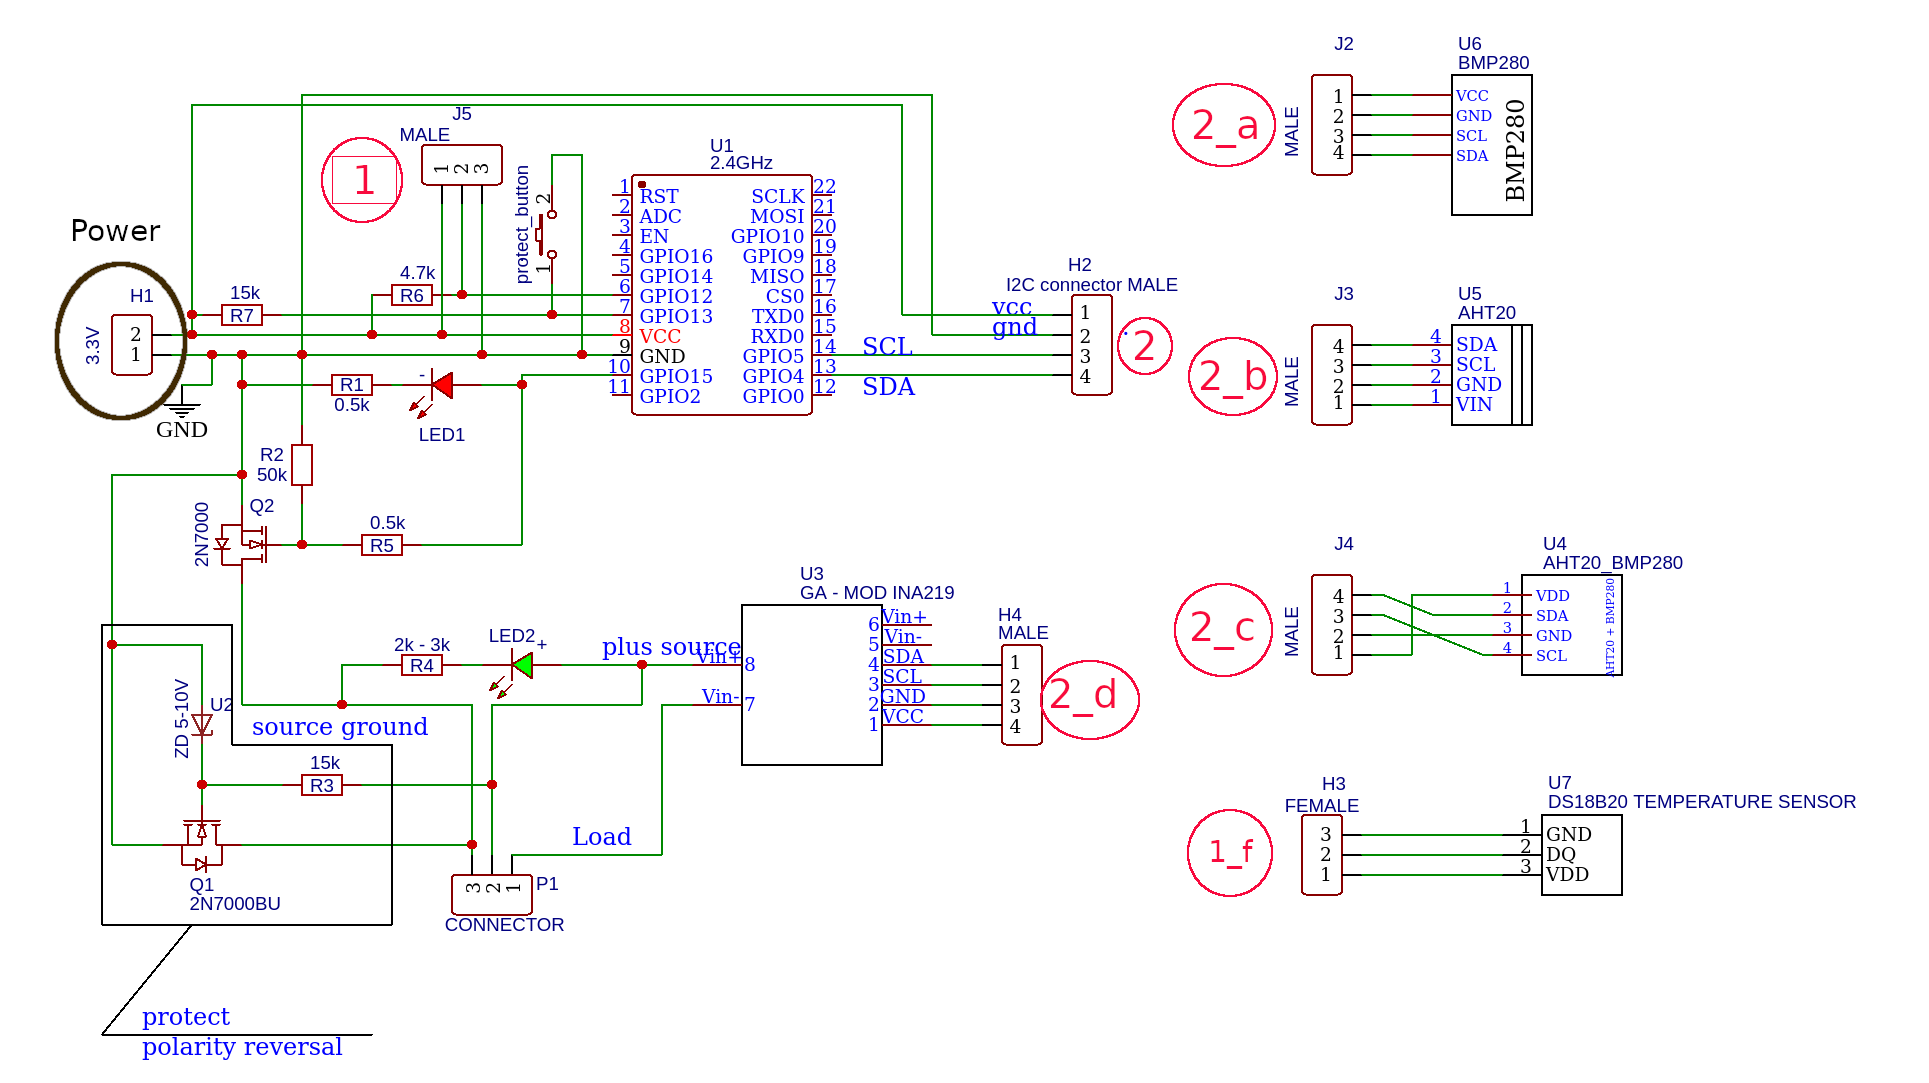 Power
H1
3.3V
2
1
GND
1
J5
MALE
1 2 3
15k
R7
4.7k
R6
protect_button
2
1
R1
0.5k
-
LED1
R2
50k
2N7000
Q2
0.5k
R5
U1
2.4GHz
1 RST
2 ADC
3 EN
4 GPIO16
5 GPIO14
6 GPIO12
7 GPIO13
8 VCC
9 GND
10 GPIO15
11 GPIO2
SCLK 22
MOSI 21
GPIO10 20
GPIO9 19
MISO 18
CS0 17
TXD0 16
RXD0 15
GPIO5 14
GPIO4 13
GPIO0 12
SCL
SDA
H2
I2C connector MALE
vcc
gnd
1
2
3
4
2
2_a
J2
MALE
1
2
3
4
U6
BMP280
VCC
GND
SCL
SDA
BMP280
2_b
J3
MALE
4
3
2
1
U5
AHT20
4 SDA
3 SCL
2 GND
1 VIN
2_c
J4
MALE
4
3
2
1
U4
AHT20_BMP280
1 VDD
2 SDA
3 GND
4 SCL
AHT20 + BMP280
U3
GA - MOD INA219
plus source
Vin+ 8
Vin- 7
6 Vin+
5 Vin-
4 SDA
3 SCL
2 GND
1 VCC
H4
MALE
1
2
3
4
2_d
2k - 3k
R4
LED2
+
source ground
ZD 5-10V
U2
15k
R3
Q1
2N7000BU
Load
3 2 1
P1
CONNECTOR
1_f
H3
FEMALE
3
2
1
U7
DS18B20 TEMPERATURE SENSOR
1 GND
2 DQ
3 VDD
protect
polarity reversal